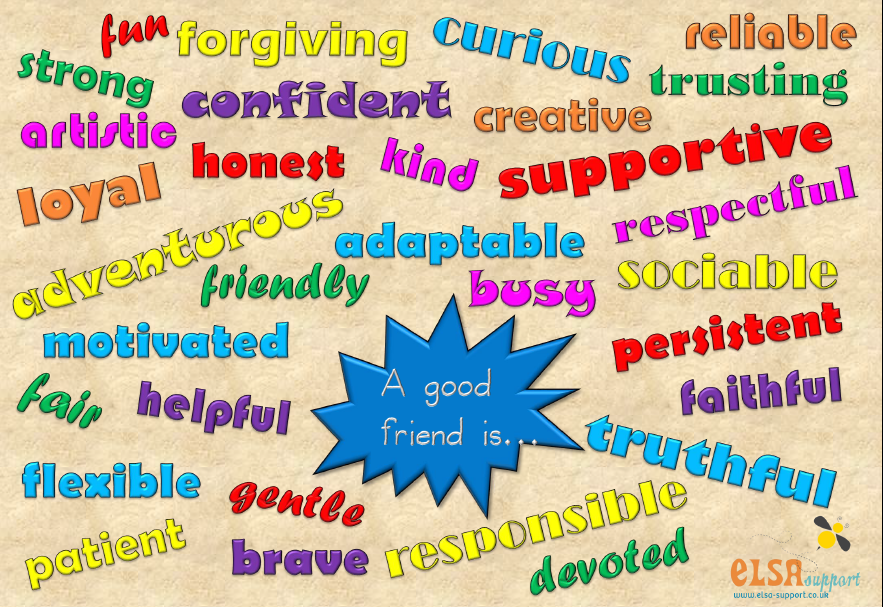 fun
forgiving
curious
reliable
strong
confident
trusting
creative
artistic
honest
kind
supportive
loyal
respectful
adventurous
adaptable
friendly
busy
sociable
motivated
persistent
fair
helpful
A good
friend is...
faithful
truthful
flexible
gentle
responsible
patient
brave
devoted
ELSA support
www.elsa-support.co.uk